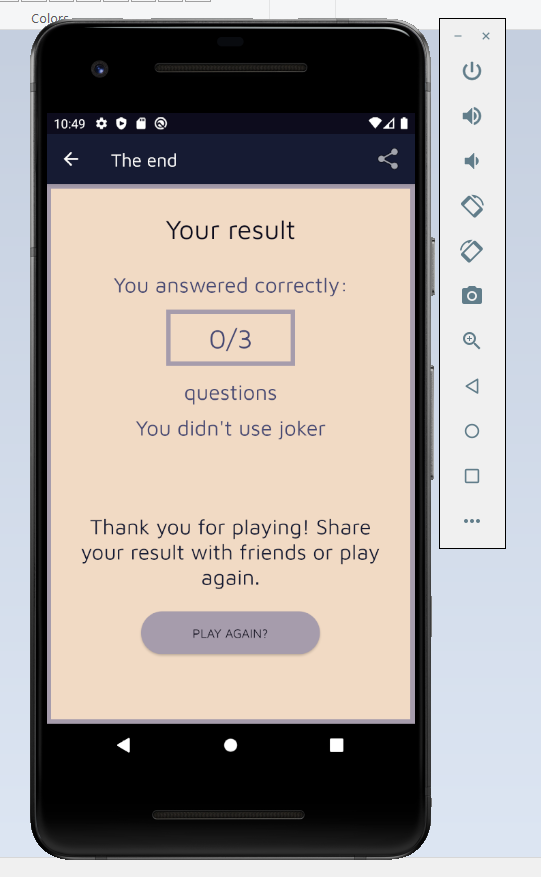 Colors
10:49
The end
Your result
You answered correctly:
0/3
questions
You didn't use joker
Thank you for playing! Share
your result with friends or play
again.
PLAY AGAIN?